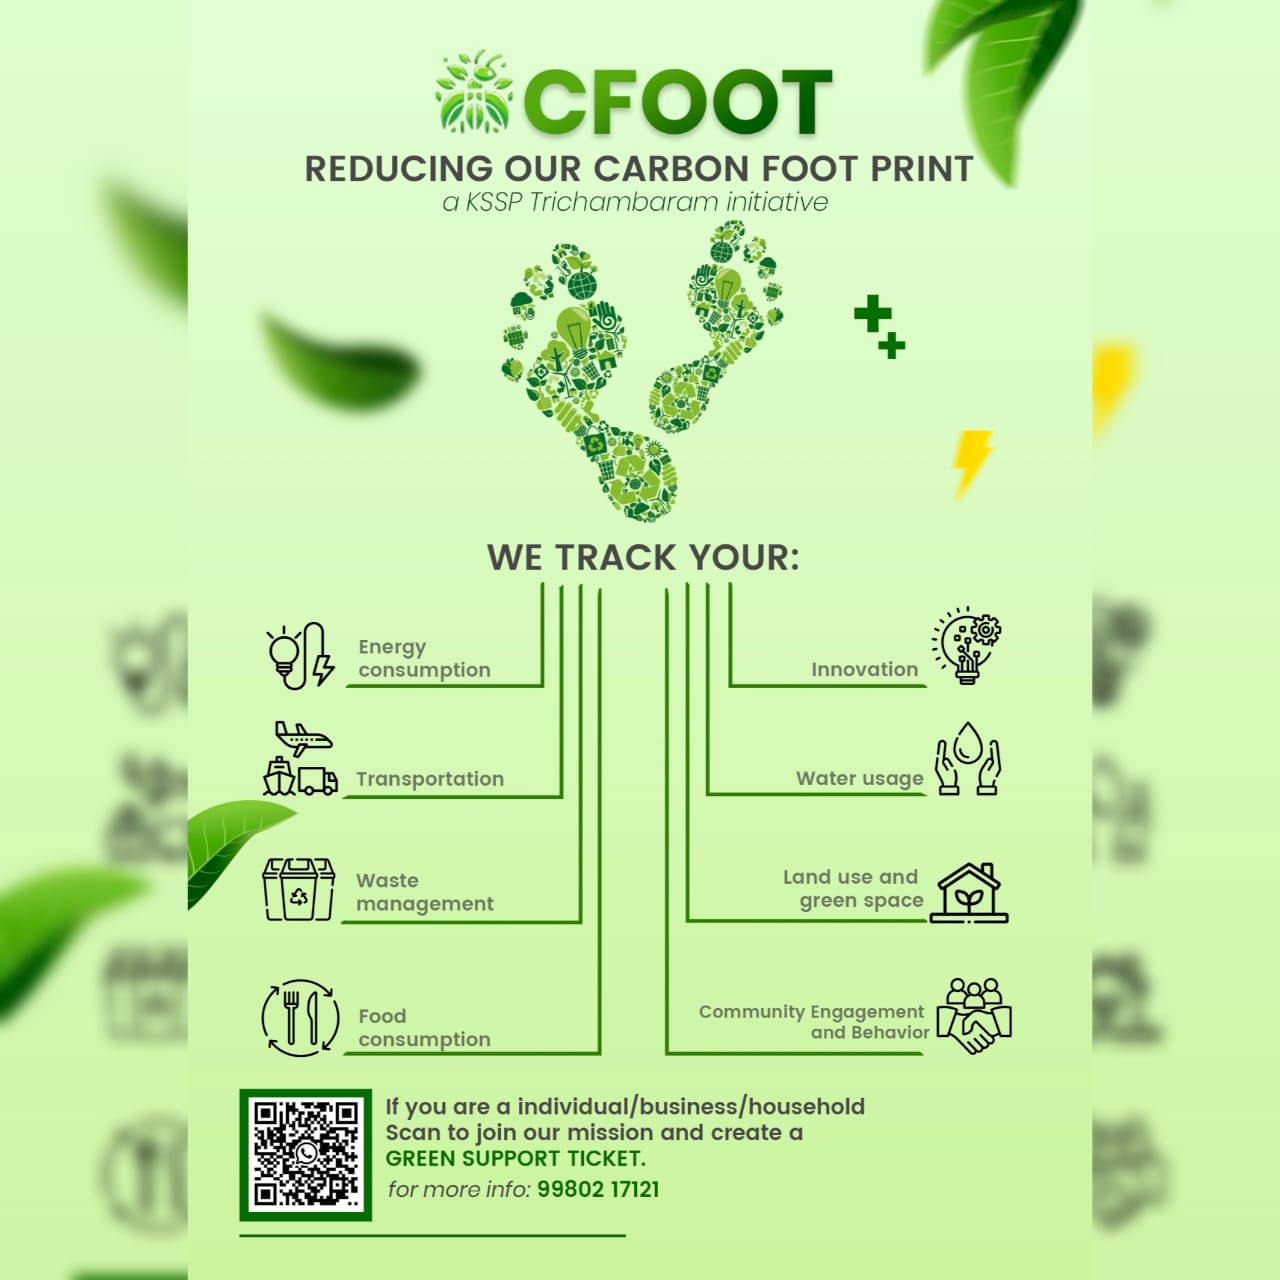 CFOOT
REDUCING OUR CARBON FOOT PRINT
a KSSP Trichambaram initiative
WE TRACK YOUR:
Energy
consumption
Transportation
Waste
management
Food
consumption
Innovation
Water usage
Land use and
green space
Community Engagement
and Behavior
If you are a individual/business/household
Scan to join our mission and create a
GREEN SUPPORT TICKET.
for more info: 99802 17121